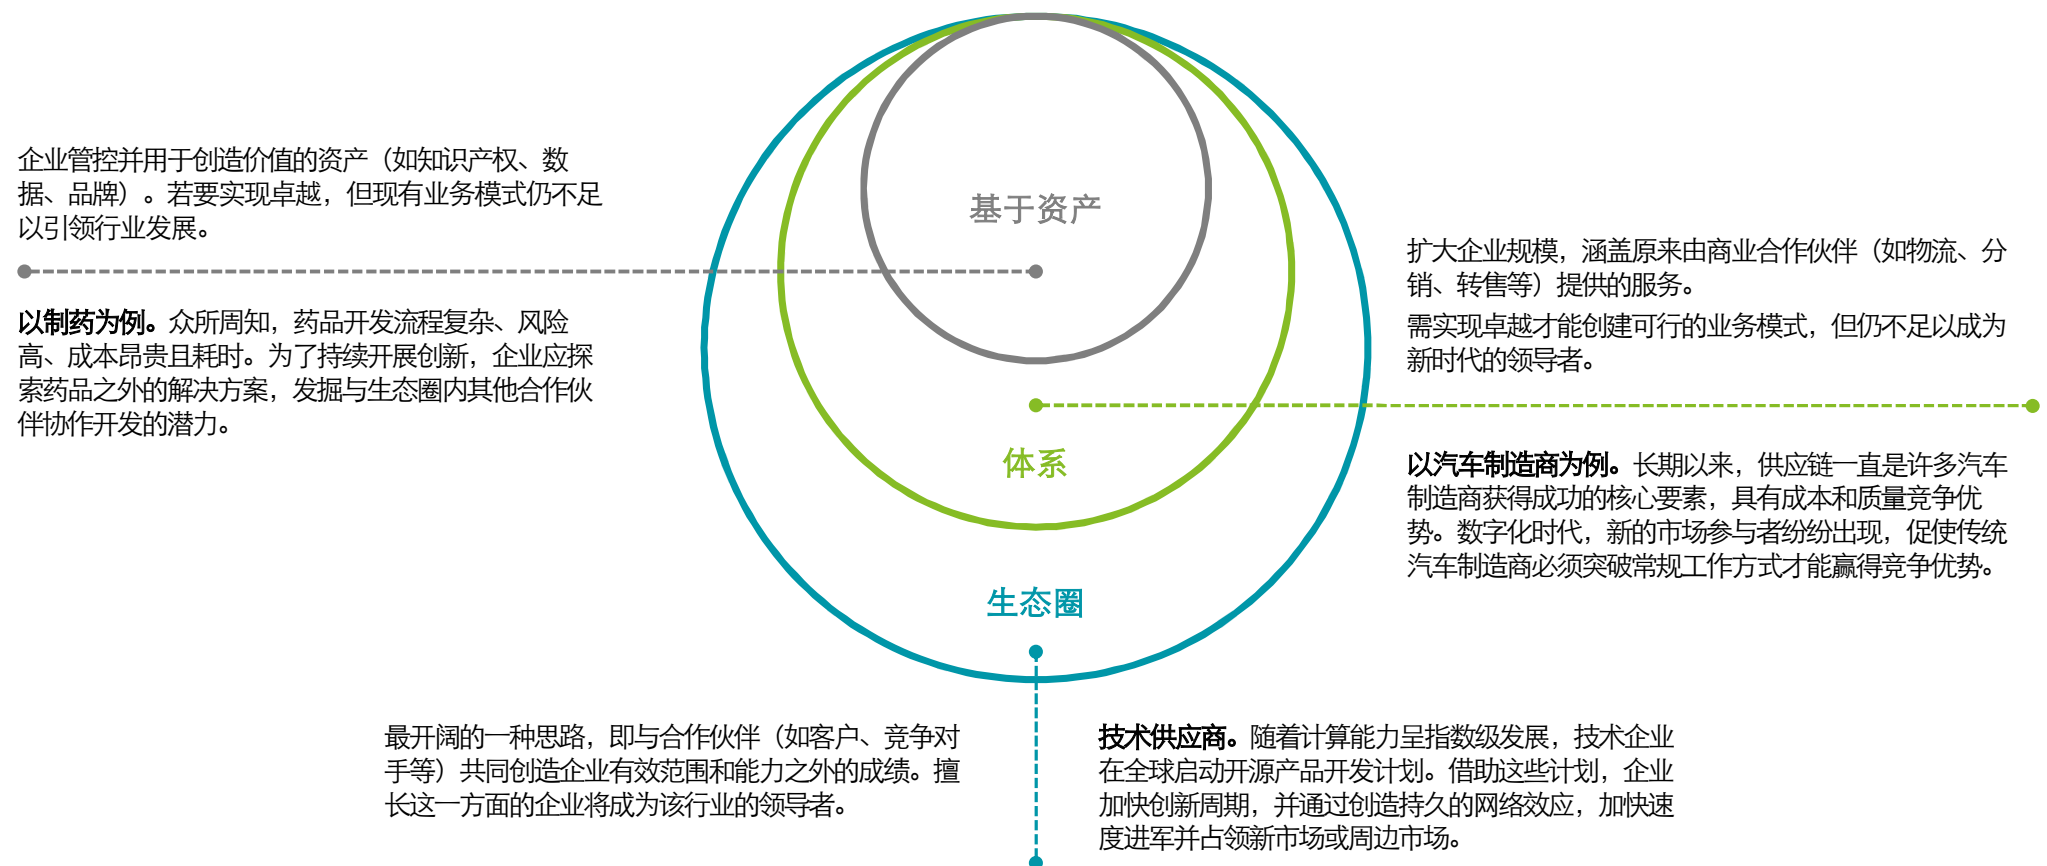 企业管控并用于创造价值的资产（如知识产权、数
据、品牌）。若要实现卓越，但现有业务模式仍不足
以引领行业发展。
以制药为例。众所周知，药品开发流程复杂、风险
高、成本昂贵且耗时。为了持续开展创新，企业应探
索药品之外的解决方案，发掘与生态圈内其他合作伙
伴协作开发的潜力。
基于资产
体系
生态圈
扩大企业规模，涵盖原来由商业合作伙伴（如物流、分
销、转售等）提供的服务。
需实现卓越才能创建可行的业务模式，但仍不足以成为
新时代的领导者。
以汽车制造商为例。长期以来，供应链一直是许多汽车
制造商获得成功的核心要素，具有成本和质量竞争优
势。数字化时代，新的市场参与者纷纷出现，促使传统
汽车制造商必须突破常规工作方式才能赢得竞争优势。
最开阔的一种思路，即与合作伙伴（如客户、竞争对
手等）共同创造企业有效范围和能力之外的成绩。擅
长这一方面的企业将成为该行业的领导者。
技术供应商。随着计算能力呈指数级发展，技术企业
在全球启动开源产品开发计划。借助这些计划，企业
加快创新周期，并通过创造持久的网络效应，加快速
度进军并占领新市场或周边市场。